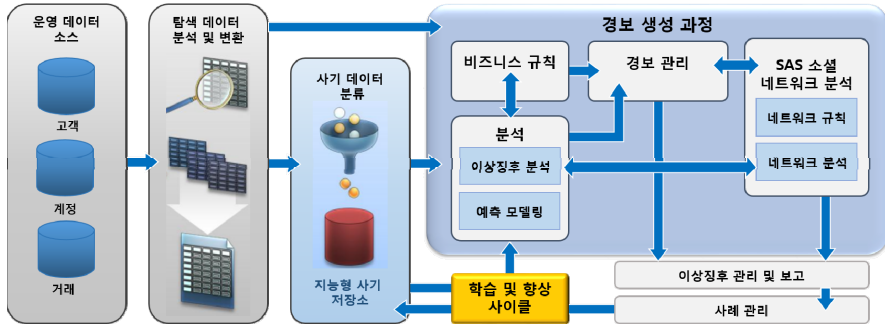 운영 데이터
소스
고객
계정
거래
탐색 데이터
분석 및 변환
사기 데이터
분류
지능형 사기
저장소
경보 생성 과정
비즈니스 규칙
경보 관리
SAS 소셜
네트워크 분석
네트워크 규칙
네트워크 분석
분석
이상징후 분석
예측 모델링
학습 및 향상
사이클
이상징후 관리 및 보고
사례 관리